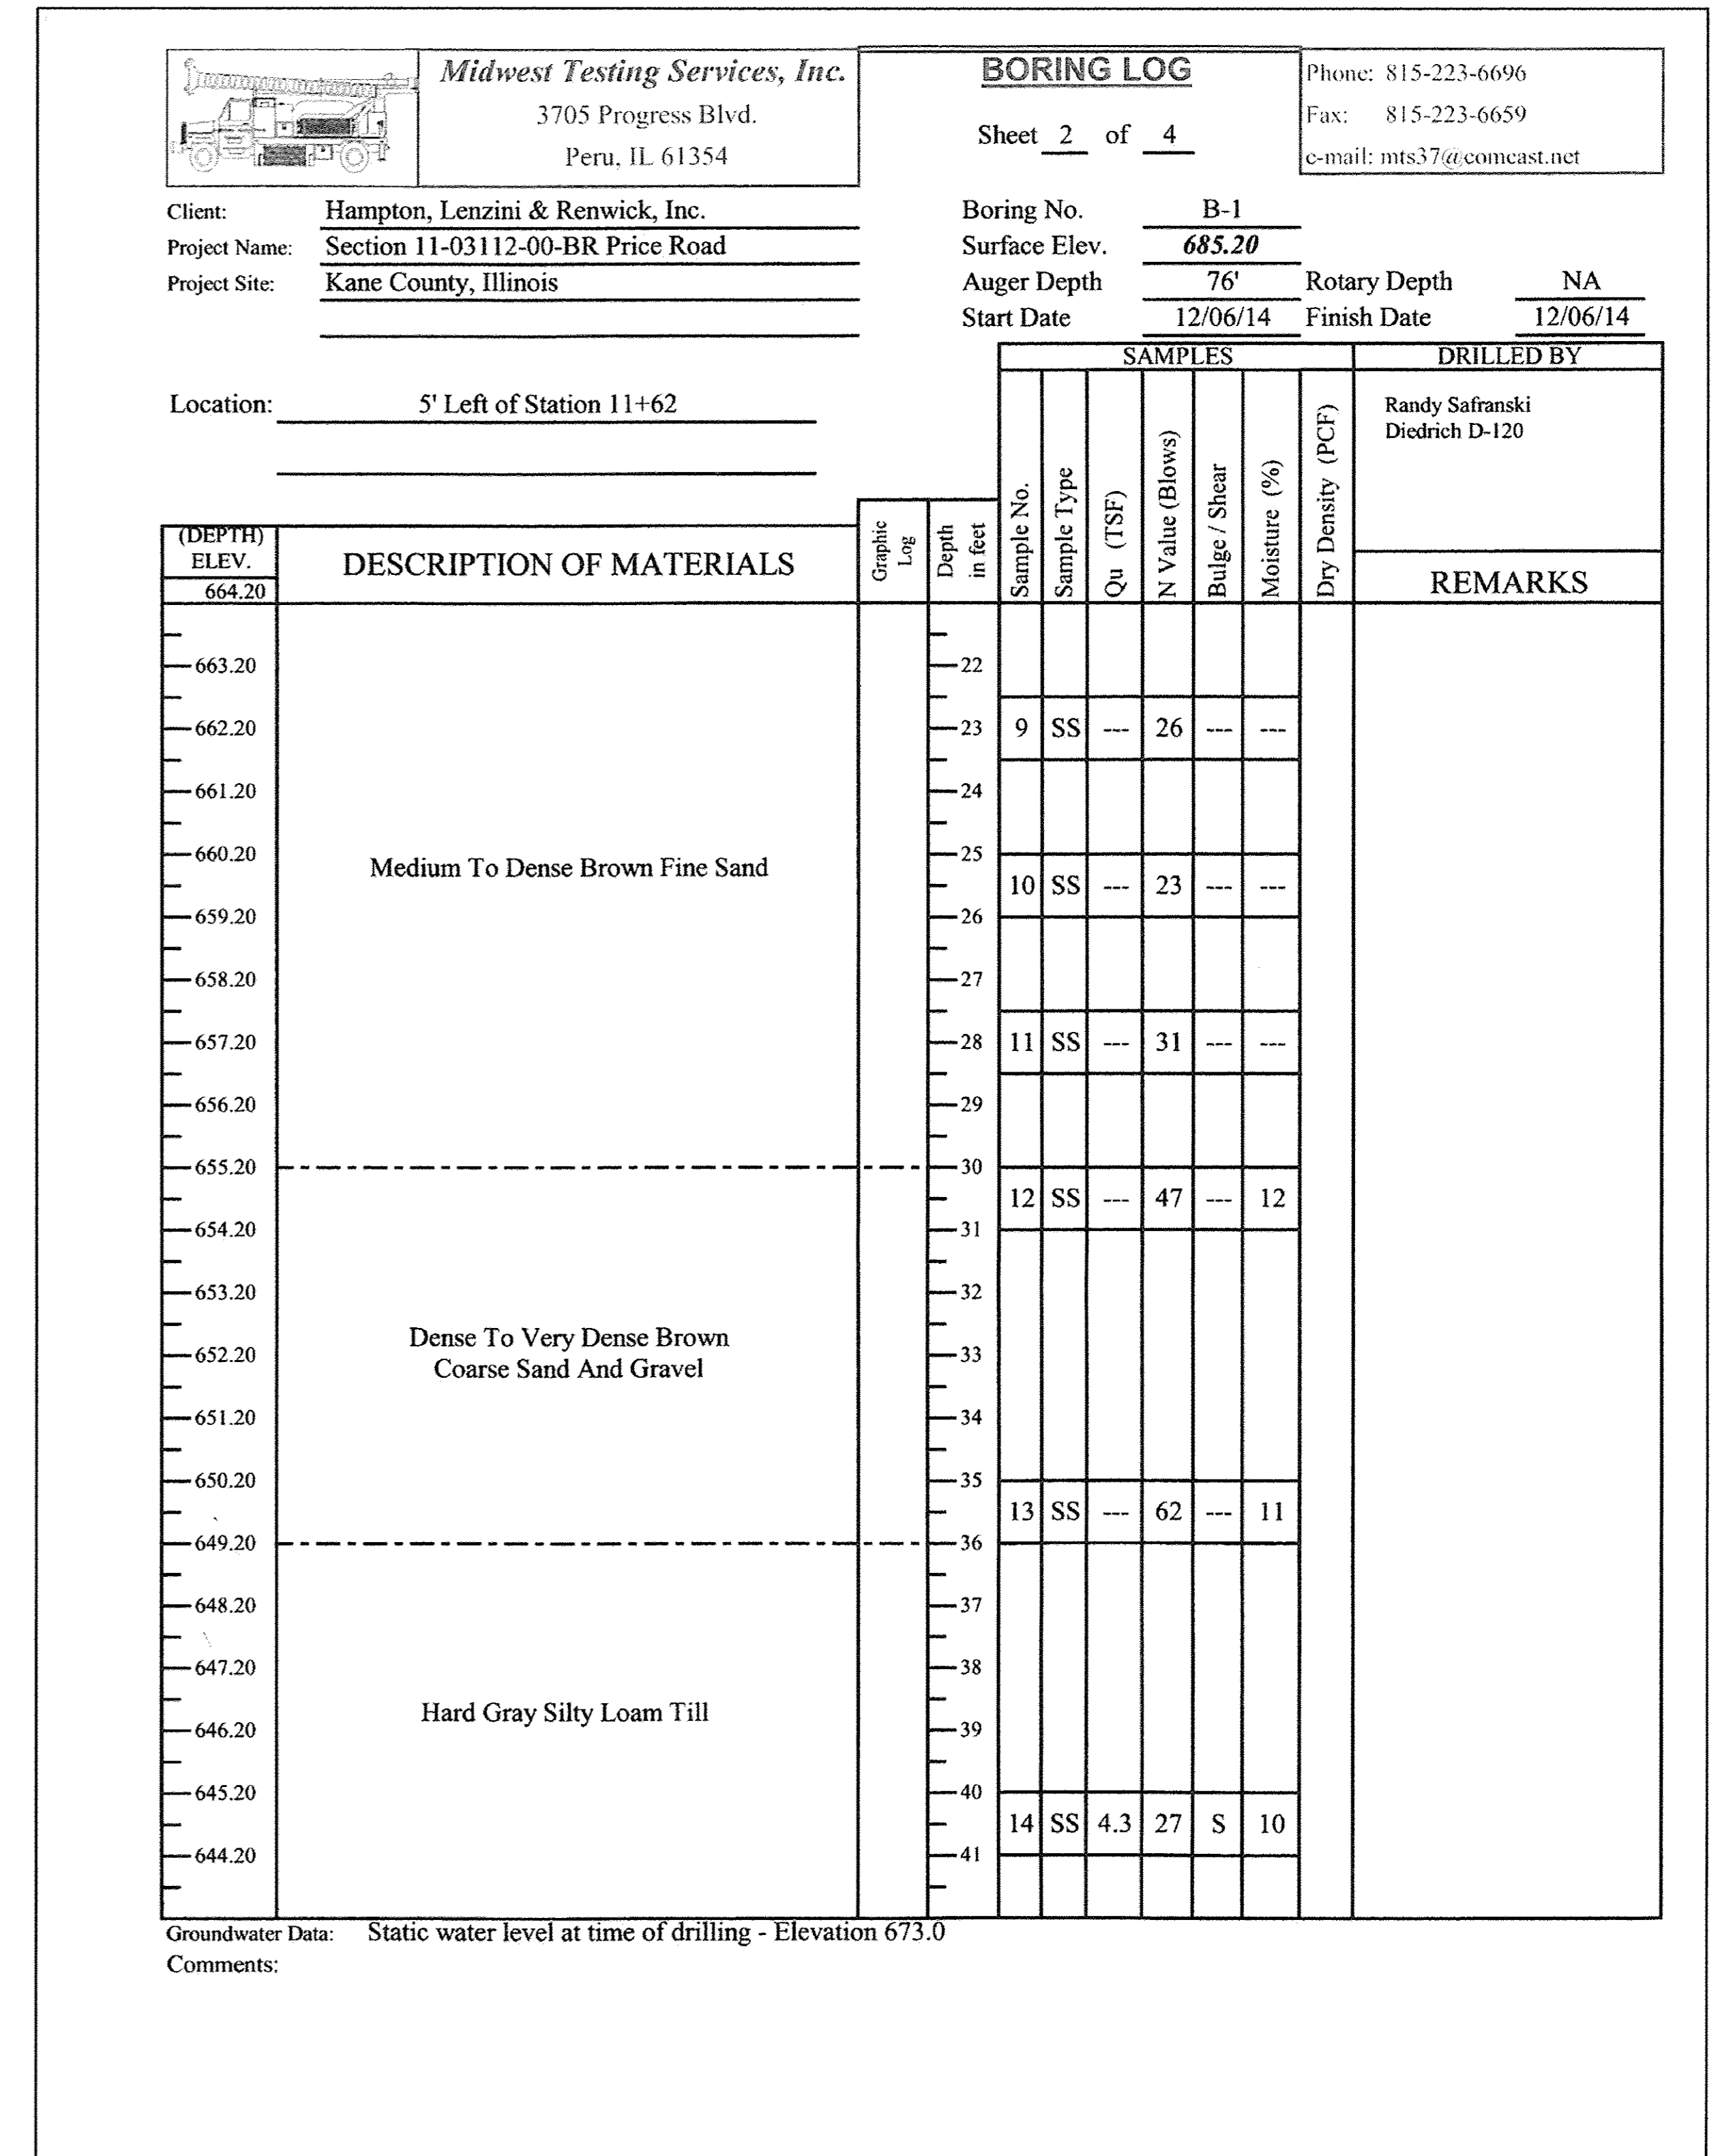 Midwest Testing Services, Inc.
3705 Progress Blvd.
Peru, IL 61354
BORING LOG
Sheet 2 of 4
Phone: 815-223-6696
Fax: 815-223-6659
e-mail: mts37@comcast.net
Client: Hampton, Lenzini & Renwick, Inc.
Project Name: Section 11-03112-00-BR Price Road
Project Site: Kane County, Illinois
Boring No. B-1
Surface Elev. 685.20
Auger Depth 76' Rotary Depth NA
Start Date 12/06/14 Finish Date 12/06/14
Location: 5' Left of Station 11+62
SAMPLES
DRILLED BY
Randy Safranski
Diedrich D-120
(DEPTH)
ELEV.
664.20
DESCRIPTION OF MATERIALS
Graphic
Log
Depth
in feet
Sample No.
Sample Type
Qu (TSF)
N Value (Blows)
Bulge / Shear
Moisture (%)
Dry Density (PCF)
REMARKS
663.20 22
662.20 23 9 SS --- 26 --- ---
661.20 24
660.20 25
Medium To Dense Brown Fine Sand
10 SS --- 23 --- ---
659.20 26
658.20 27
657.20 28 11 SS --- 31 --- ---
656.20 29
655.20 30
12 SS --- 47 --- 12
654.20 31
653.20 32
Dense To Very Dense Brown
652.20 33
Coarse Sand And Gravel
651.20 34
650.20 35
13 SS --- 62 --- 11
649.20 36
648.20 37
647.20 38
Hard Gray Silty Loam Till
646.20 39
645.20 40
14 SS 4.3 27 S 10
644.20 41
Groundwater Data: Static water level at time of drilling - Elevation 673.0
Comments: